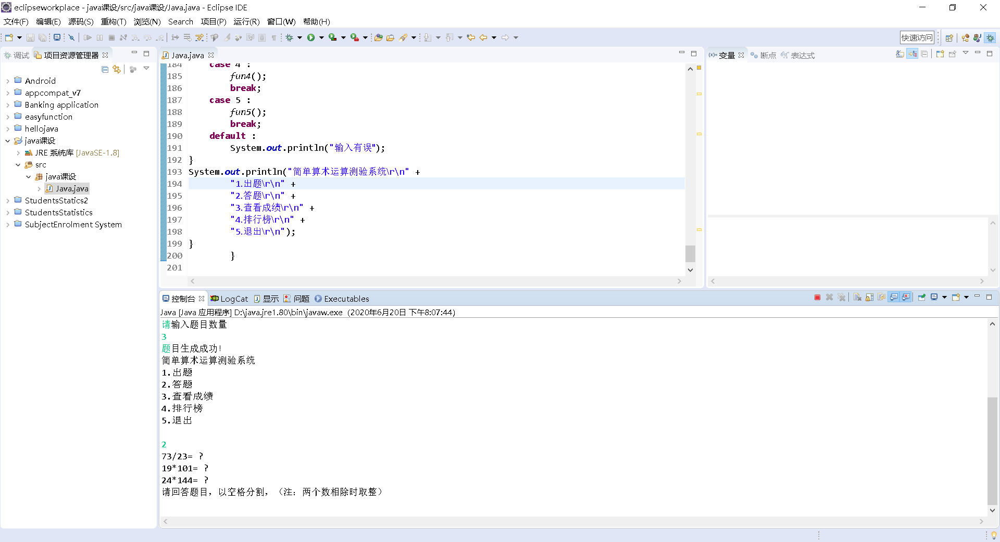 eclipseworkplace - java课设/src/java课设/Java.java - Eclipse IDE
文件(F) 编辑(E) 源码(S) 重构(T) 浏览(N) Search 项目(P) 运行(R) 窗口(W) 帮助(H)
快速访问
调试 项目资源管理器
Android
appcompat_v7
Banking application
easyfunction
hellojava
java课设
JRE 系统库 [JavaSE-1.8]
src
java课设
Java.java
StudentsStatics2
StudentsStatistics
SubjectEnrolment System
Java.java
184 case 4 :
185 fun4();
186 break;
187 case 5 :
188 fun5();
189 break;
190 default :
191 System.out.println("输入有误");
192 }
193 System.out.println("简单算术运算测验系统\r\n" +
194 "1.出题\r\n" +
195 "2.答题\r\n" +
196 "3.查看成绩\r\n" +
197 "4.排行榜\r\n" +
198 "5.退出\r\n");
199 }
200 }
201
(x)= 变量 断点 表达式
控制台 LogCat 显示 问题 Executables
Java [Java 应用程序] D:\java.jre1.80\bin\javaw.exe (2020年6月20日 下午8:07:44)
请输入题目数量
3
题目生成成功!
简单算术运算测验系统
1.出题
2.答题
3.查看成绩
4.排行榜
5.退出
2
73/23= ?
19*101= ?
24*144= ?
请回答题目，以空格分割，（注：两个数相除时取整）